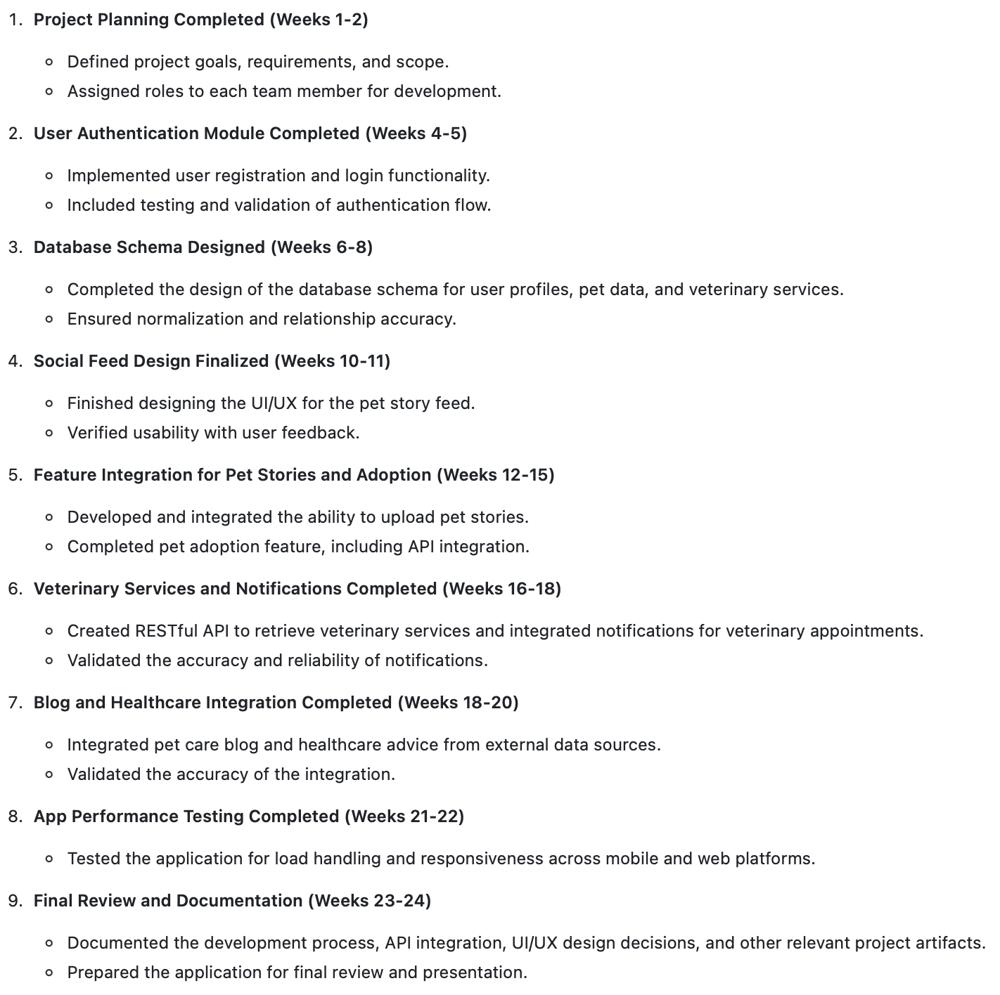 1. Project Planning Completed (Weeks 1-2)
Defined project goals, requirements, and scope.
Assigned roles to each team member for development.
2. User Authentication Module Completed (Weeks 4-5)
Implemented user registration and login functionality.
Included testing and validation of authentication flow.
3. Database Schema Designed (Weeks 6-8)
Completed the design of the database schema for user profiles, pet data, and veterinary services.
Ensured normalization and relationship accuracy.
4. Social Feed Design Finalized (Weeks 10-11)
Finished designing the UI/UX for the pet story feed.
Verified usability with user feedback.
5. Feature Integration for Pet Stories and Adoption (Weeks 12-15)
Developed and integrated the ability to upload pet stories.
Completed pet adoption feature, including API integration.
6. Veterinary Services and Notifications Completed (Weeks 16-18)
Created RESTful API to retrieve veterinary services and integrated notifications for veterinary appointments.
Validated the accuracy and reliability of notifications.
7. Blog and Healthcare Integration Completed (Weeks 18-20)
Integrated pet care blog and healthcare advice from external data sources.
Validated the accuracy of the integration.
8. App Performance Testing Completed (Weeks 21-22)
Tested the application for load handling and responsiveness across mobile and web platforms.
9. Final Review and Documentation (Weeks 23-24)
Documented the development process, API integration, UI/UX design decisions, and other relevant project artifacts.
Prepared the application for final review and presentation.